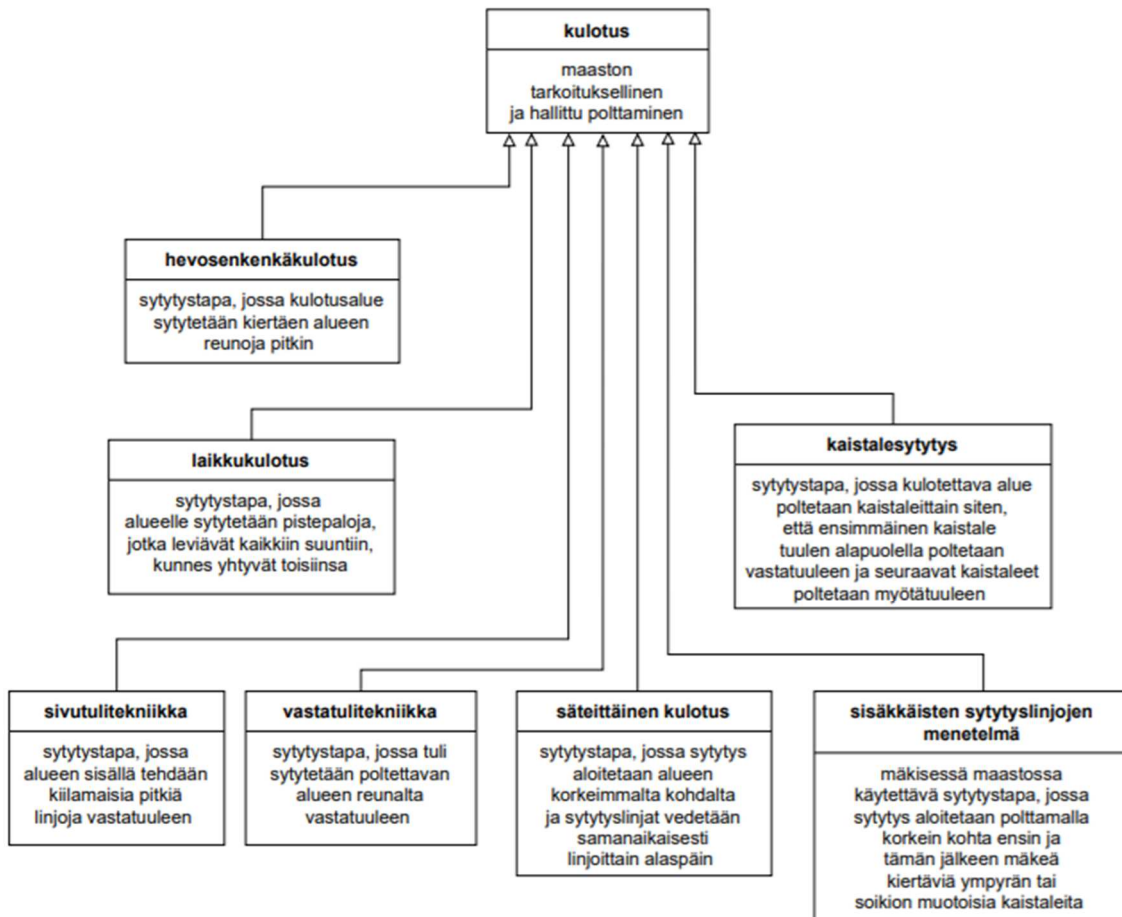 kulotus
maaston
tarkoituksellinen
ja hallittu polttaminen
hevosenkenkäkulotus
sytytystapa, jossa kulotusalue
sytytetään kiertäen alueen
reunoja pitkin
laikkukulotus
sytytystapa, jossa
alueelle sytytetään pistepaloja,
jotka leviävät kaikkiin suuntiin,
kunnes yhtyvät toisiinsa
kaistalesytytys
sytytystapa, jossa kulotettava alue
poltetaan kaistaleittain siten,
että ensimmäinen kaistale
tuulen alapuolella poltetaan
vastatuuleen ja seuraavat kaistaleet
poltetaan myötätuuleen
sivutulitekniikka
sytytystapa, jossa
alueen sisällä tehdään
kiilamaisia pitkiä
linjoja vastatuuleen
vastatulitekniikka
sytytystapa, jossa tuli
sytytetään poltettavan
alueen reunalta
vastatuuleen
säteittäinen kulotus
sytytystapa, jossa sytytys
aloitetaan alueen
korkeimmalta kohdalta
ja sytytyslinjat vedetään
samanaikaisesti
linjoittain alaspäin
sisäkkäisten sytytyslinjojen
menetelmä
mäkisessä maastossa
käytettävä sytytystapa, jossa
sytytys aloitetaan polttamalla
korkein kohta ensin ja
tämän jälkeen mäkeä
kiertäviä ympyrän tai
soikion muotoisia kaistaleita